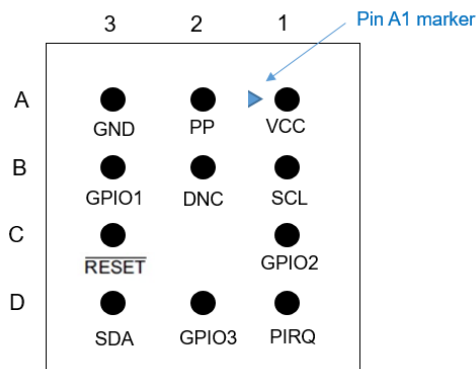 Pin A1 marker
3 2 1
A
GND PP VCC
B
GPIO1 DNC SCL
C
RESET GPIO2
D
SDA GPIO3 PIRQ